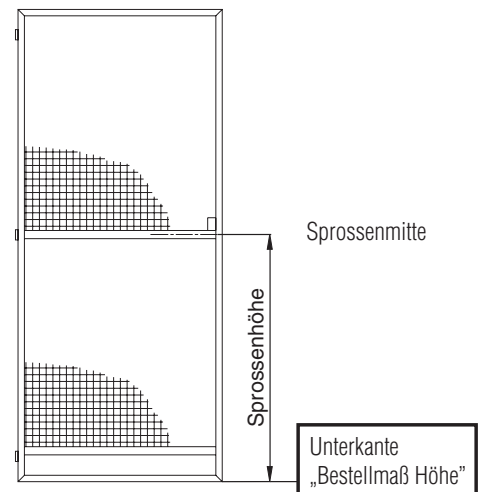 Sprossenmitte
Sprossenhöhe
Unterkante
„Bestellmaß Höhe”